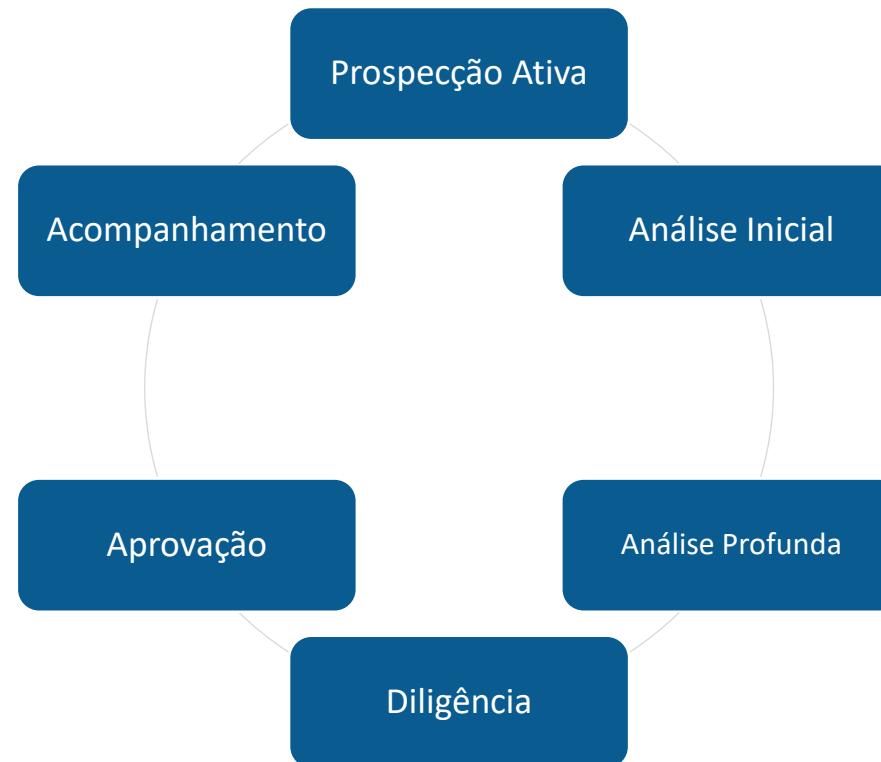 Prospecção Ativa
Acompanhamento
Análise Inicial
Aprovação
Análise Profunda
Diligência